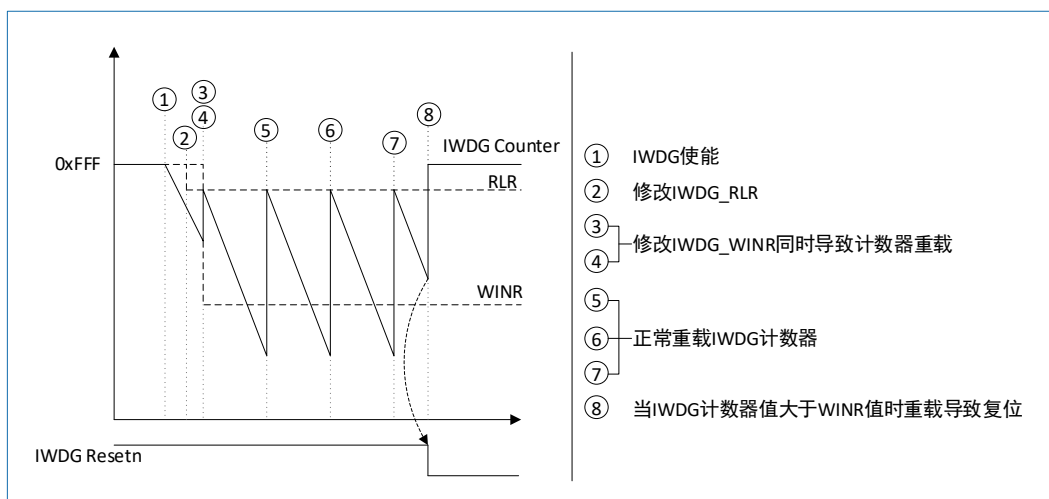 ③
① ④ ⑧
② ⑤ ⑥ ⑦
IWDG Counter
0xFFF
RLR
WINR
IWDG Resetn
① IWDG使能
② 修改IWDG_RLR
③
④ 修改IWDG_WINR同时导致计数器重载
⑤
⑥ 正常重载IWDG计数器
⑦
⑧ 当IWDG计数器值大于WINR值时重载导致复位